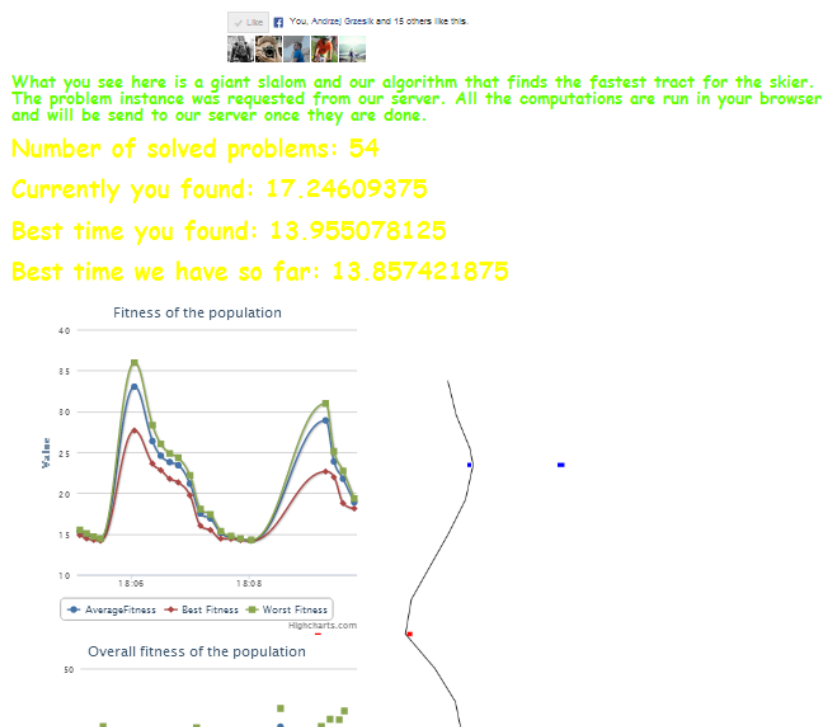 Like You, Andrzej Grzesik and 15 others like this.
What you see here is a giant slalom and our algorithm that finds the fastest tract for the skier.
The problem instance was requested from our server. All the computations are run in your browser
and will be send to our server once they are done.
Number of solved problems: 54
Currently you found: 17.24609375
Best time you found: 13.955078125
Best time we have so far: 13.857421875
Fitness of the population
40
35
30
25
20
15
10
Value
18:06 18:08
AverageFitness Best Fitness Worst Fitness
Highcharts.com
Overall fitness of the population
50